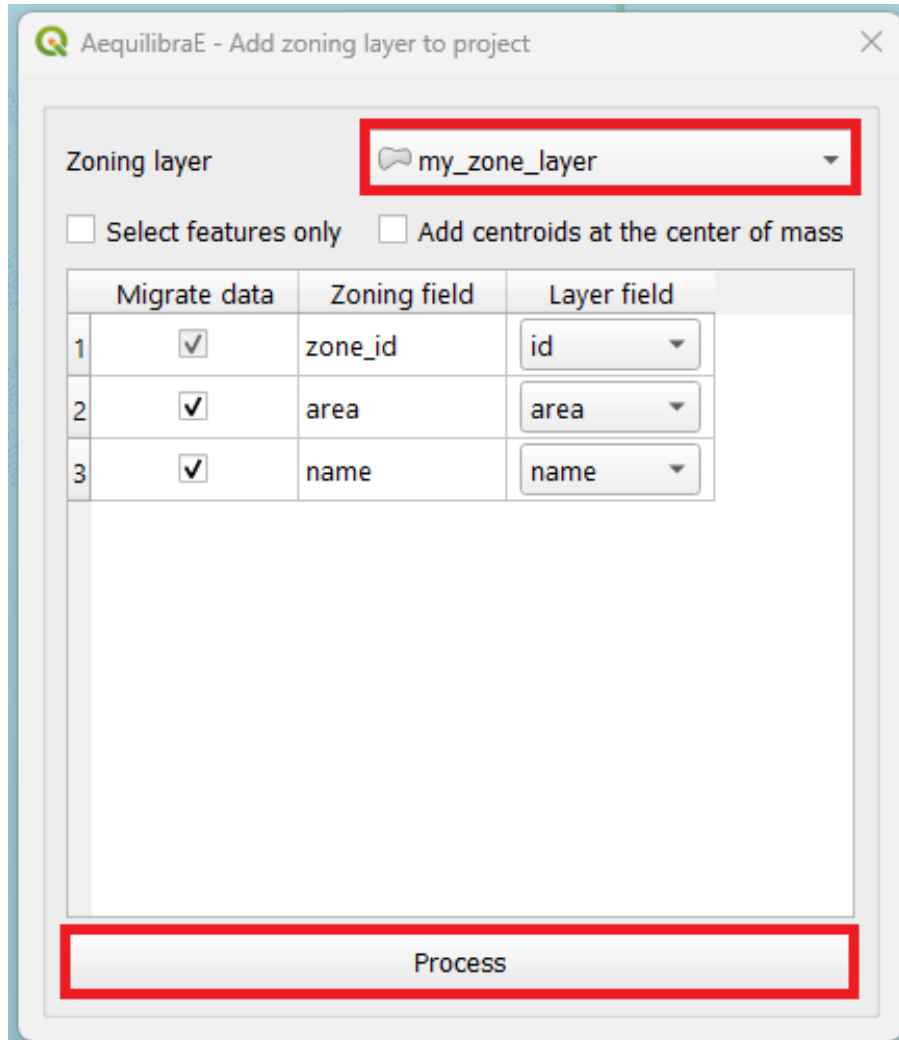 AequilibraE - Add zoning layer to project
Zoning layer my_zone_layer
Select features only Add centroids at the center of mass
Migrate data Zoning field Layer field
1 zone_id id
2 area area
3 name name
Process